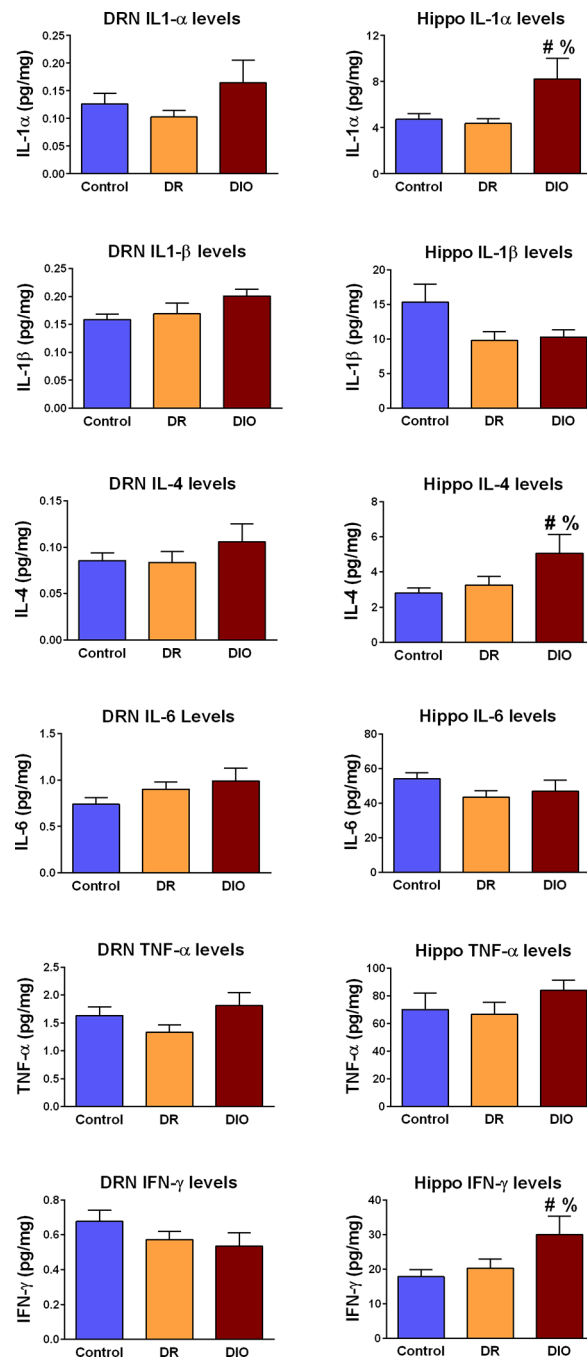 DRN IL1-α levels
IL-1α (pg/mg)
0.25
0.20
0.15
0.10
0.05
0.00
Control DR DIO
Hippo IL-1α levels
IL-1α (pg/mg)
12
8
4
0
# %
Control DR DIO
DRN IL1-β levels
IL-1β (pg/mg)
0.25
0.20
0.15
0.10
0.05
0.00
Control DR DIO
Hippo IL-1β levels
IL-1β (pg/mg)
20
15
10
5
0
Control DR DIO
DRN IL-4 levels
IL-4 (pg/mg)
0.15
0.10
0.05
0.00
Control DR DIO
Hippo IL-4 levels
IL-4 (pg/mg)
8
6
4
2
0
# %
Control DR DIO
DRN IL-6 Levels
IL-6 (pg/mg)
1.5
1.0
0.5
0.0
Control DR DIO
Hippo IL-6 levels
IL-6 (pg/mg)
80
60
40
20
0
Control DR DIO
DRN TNF-α levels
TNF-α (pg/mg)
2.5
2.0
1.5
1.0
0.5
0.0
Control DR DIO
Hippo TNF-α levels
TNF-α (pg/mg)
100
80
60
40
20
0
Control DR DIO
DRN IFN-γ levels
IFN-γ (pg/mg)
0.8
0.6
0.4
0.2
0.0
Control DR DIO
Hippo IFN-γ levels
IFN-γ (pg/mg)
40
30
20
10
0
# %
Control DR DIO